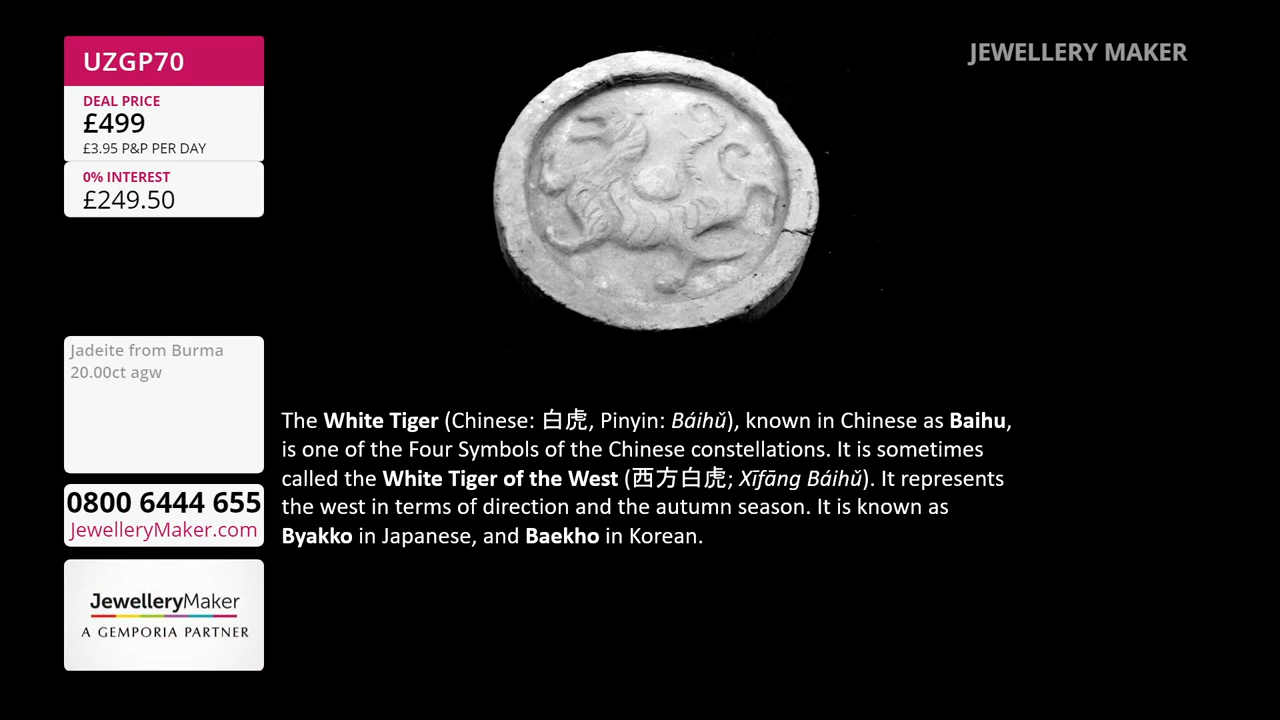 UZGP70
DEAL PRICE
£499
£3.95 P&P PER DAY
0% INTEREST
£249.50
JEWELLERY MAKER
Jadeite from Burma
20.00ct agw
The White Tiger (Chinese: 白虎, Pinyin: Báihǔ), known in Chinese as Baihu,
is one of the Four Symbols of the Chinese constellations. It is sometimes
called the White Tiger of the West (西方白虎; Xīfāng Báihǔ). It represents
the west in terms of direction and the autumn season. It is known as
Byakko in Japanese, and Baekho in Korean.
0800 6444 655
JewelleryMaker.com
JewelleryMaker
A GEMPORIA PARTNER